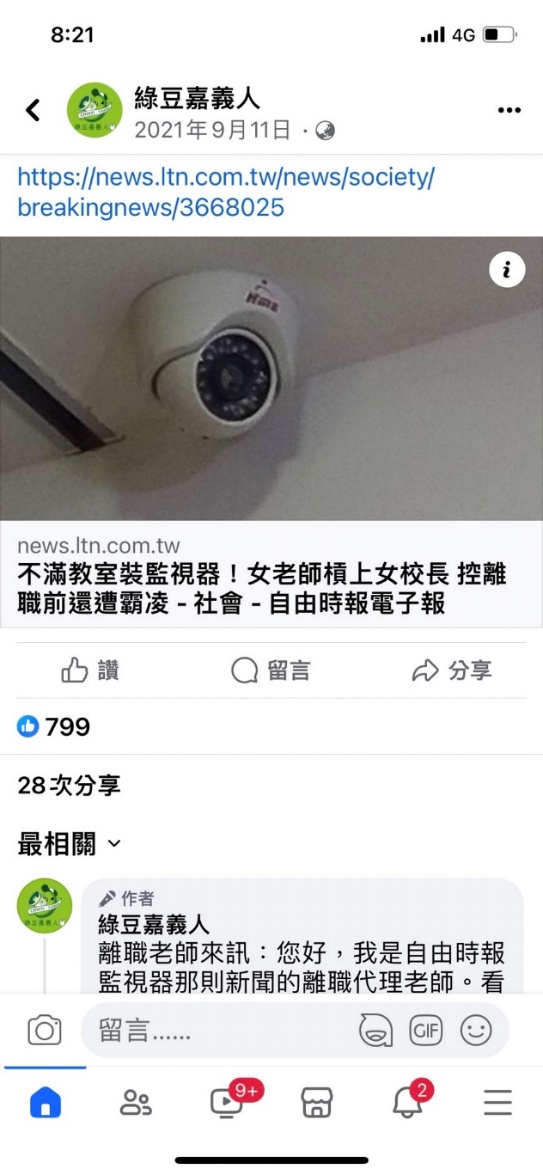 8:21
4G
綠豆嘉義人
2021年9月11日 ·
https://news.ltn.com.tw/news/society/
breakingnews/3668025
news.ltn.com.tw
不滿教室裝監視器！女老師槓上女校長 控離
職前還遭霸凌 - 社會 - 自由時報電子報
讚
留言
分享
799
28次分享
最相關
作者
綠豆嘉義人
離職老師來訊：您好，我是自由時報
監視器那則新聞的離職代理老師。看
留言……
GIF
9+
2